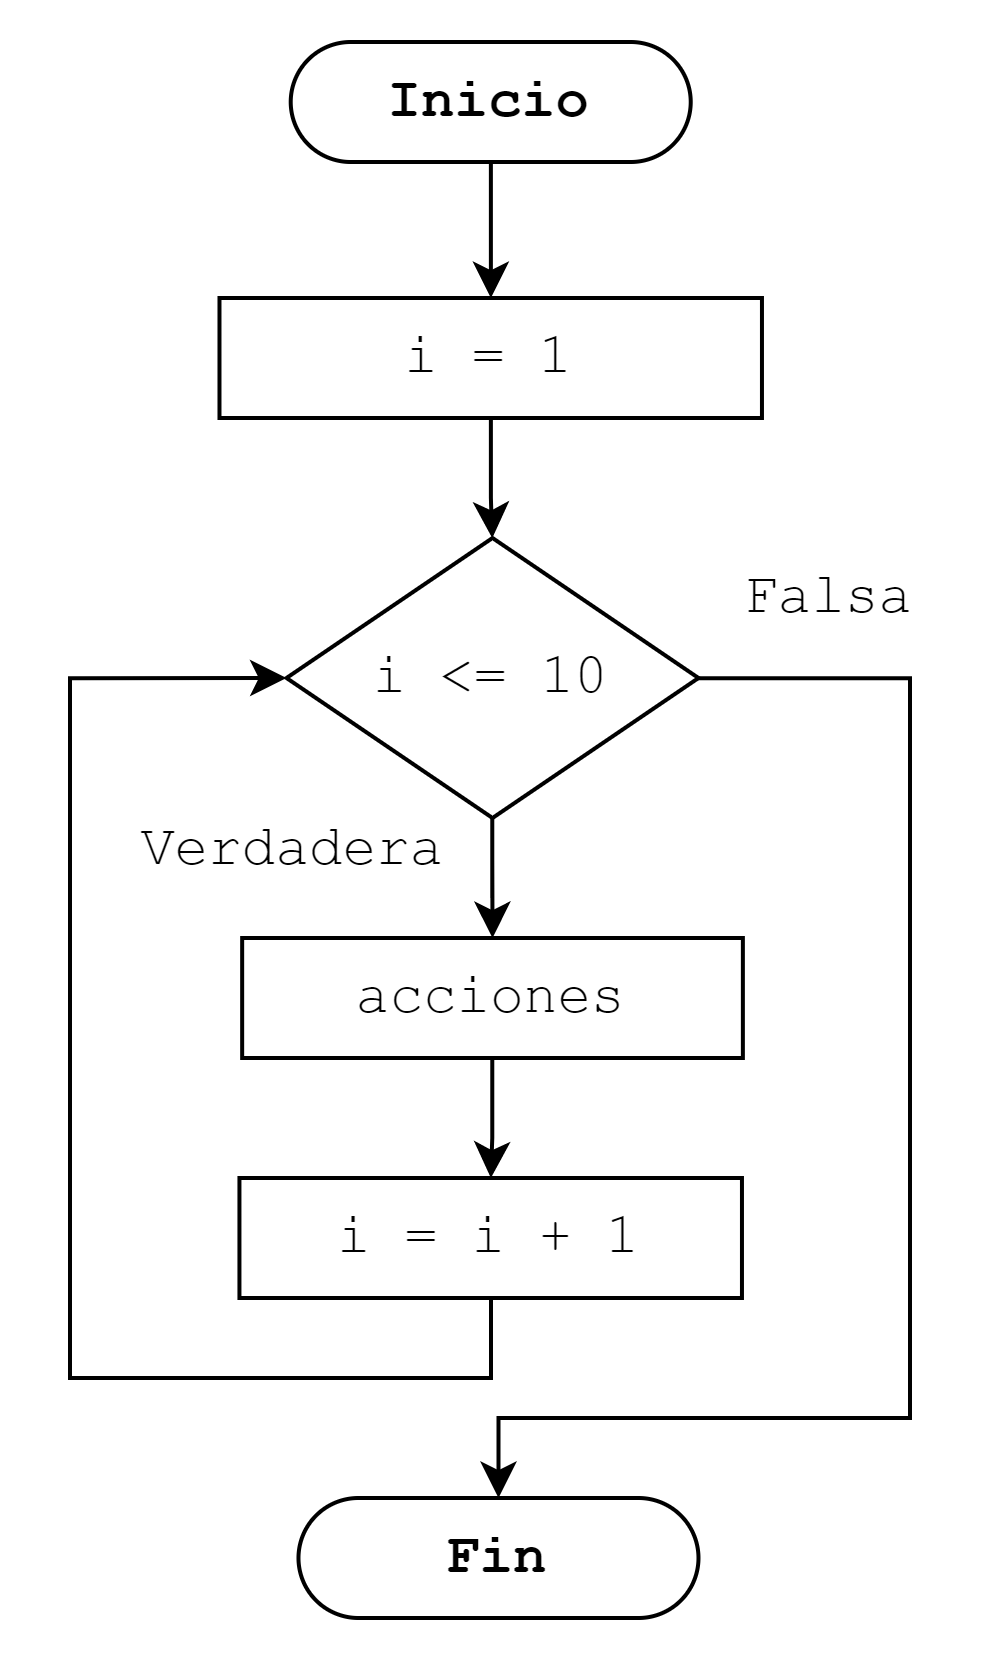 Inicio
i = 1
i <= 10
Falsa
Verdadera
acciones
i = i + 1
Fin